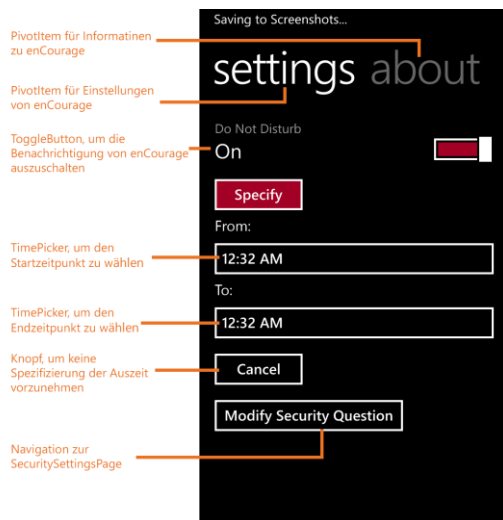 Saving to Screenshots...
PivotItem für Informatinen
zu enCourage
settings about
PivotItem für Einstellungen
von enCourage
Do Not Disturb
On
ToggleButton, um die
Benachrichtigung von enCourage
auszuschalten
Specify
From:
TimePicker, um den
Startzeitpunkt zu wählen
12:32 AM
To:
TimePicker, um den
Endzeitpunkt zu wählen
12:32 AM
Knopf, um keine
Spezifizierung der Auszeit
vorzunehmen
Cancel
Modify Security Question
Navigation zur
SecuritySettingsPage